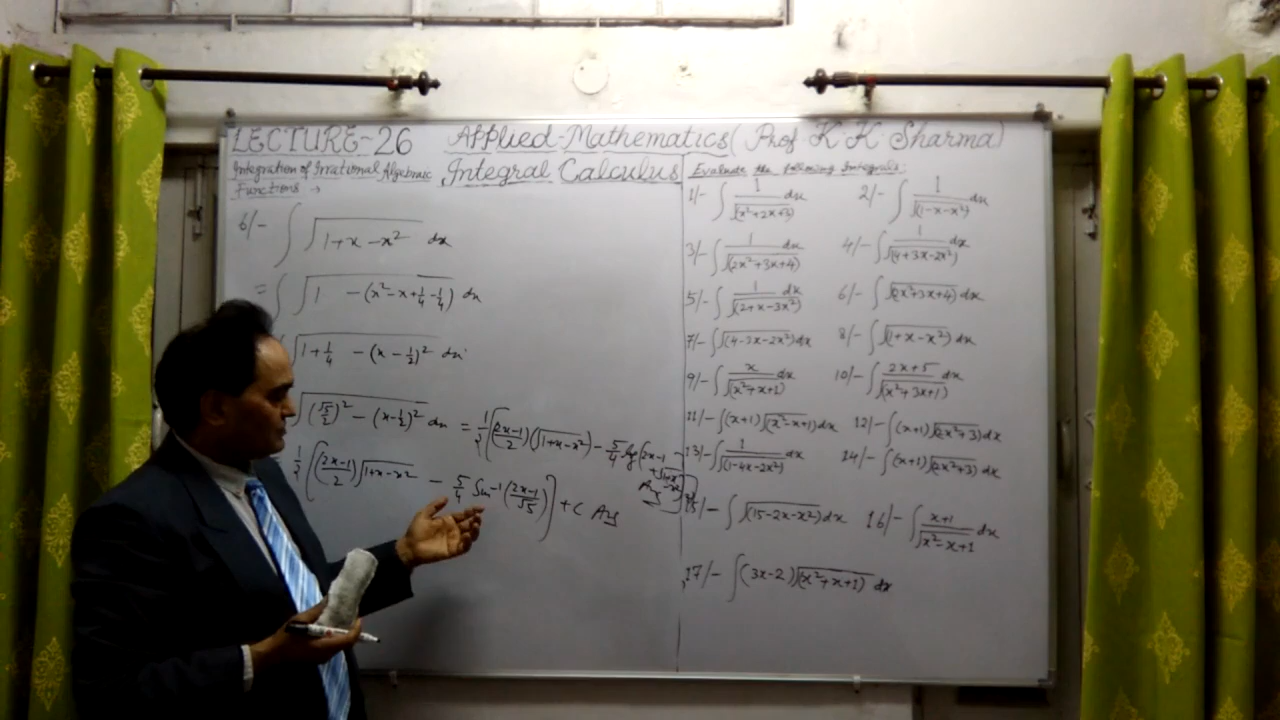 LECTURE-26 Applied-Mathematics( Prof. K.K. Sharma)
Integration of Irrational Algebraic Functions → Integral Calculus
6/- ∫ √(1+x-x²) dx
= ∫ √(1 -(x²-x+1/4-1/4)) dx
√(1+1/4 -(x-1/2)²) dx
√((√5/2)² -(x-1/2)²) dx = 1/2[(2x-1)/2 (√(1+x-x²)) - 5/4 log(2x-1
1/2[((2x-1)/2)√(1+x-x²) - 5/4 Sin⁻¹((2x-1)/√5)] + C Ans
Evaluate the following Integrals:
1/- ∫ 1/√(x²+2x+3) dx 2/- ∫ 1/√(1-x-x²) dx
3/- ∫ 1/√(2x²+3x+4) dx 4/- ∫ 1/√(4+3x-2x²) dx
5/- ∫ 1/√(2+x-3x²) dx 6/- ∫ √(2x²+3x+4) dx
7/- ∫ √(4-3x-2x²) dx 8/- ∫ √(1+x-x²) dx
9/- ∫ x/√(x²+x+1) dx 10/- ∫ (2x+5)/√(x²+3x+1) dx
11/- ∫ (x+1)√(x²-x+1) dx 12/- ∫ (x+1)√(2x²+3) dx
13/- ∫ 1/√(1-4x-2x²) dx 14/- ∫ (x+1)√(2x²+3) dx
15/- ∫ √(15-2x-x²) dx 16/- ∫ (x+1)/√(x²-x+1) dx
17/- ∫ (3x-2)√(x²+x+1) dx